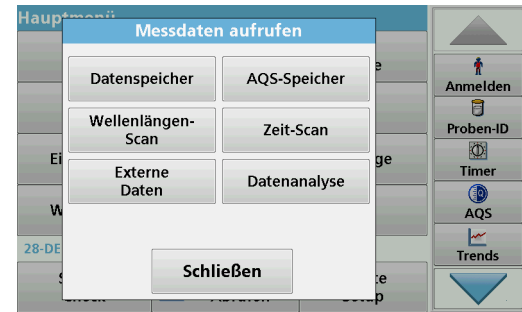 Hauptmenü
Messdaten aufrufen
Datenspeicher
AQS-Speicher
Wellenlängen-
Scan
Zeit-Scan
Externe
Daten
Datenanalyse
Schließen
28-DE
Anmelden
Proben-ID
Timer
AQS
Trends